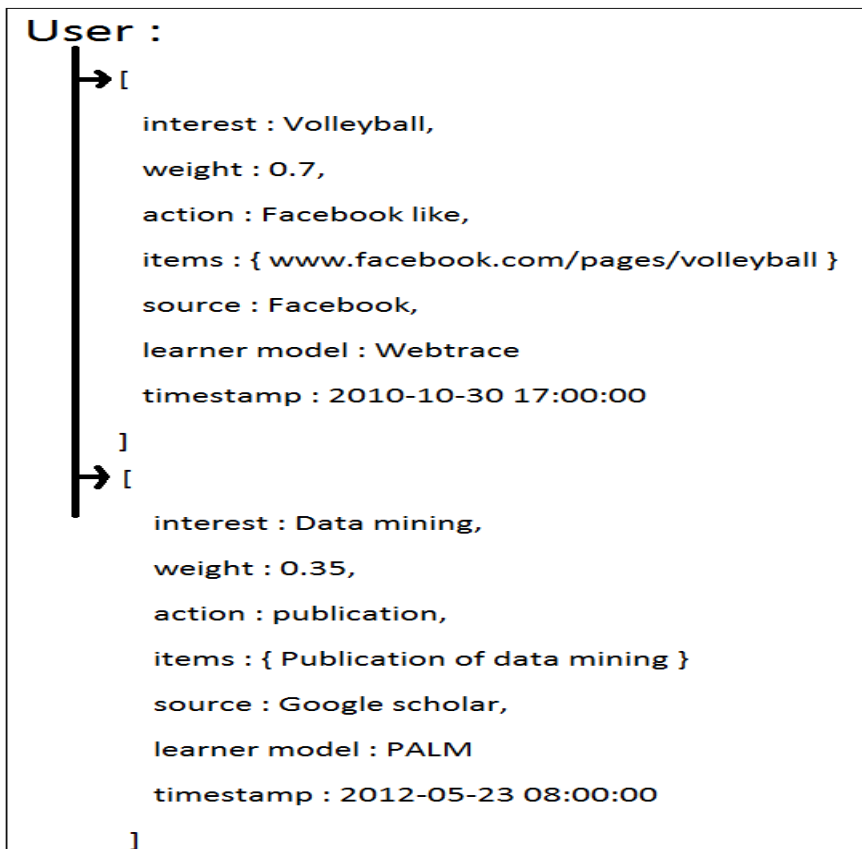 User :
[
interest : Volleyball,
weight : 0.7,
action : Facebook like,
items : { www.facebook.com/pages/volleyball }
source : Facebook,
learner model : Webtrace
timestamp : 2010-10-30 17:00:00
]
[
interest : Data mining,
weight : 0.35,
action : publication,
items : { Publication of data mining }
source : Google scholar,
learner model : PALM
timestamp : 2012-05-23 08:00:00
]